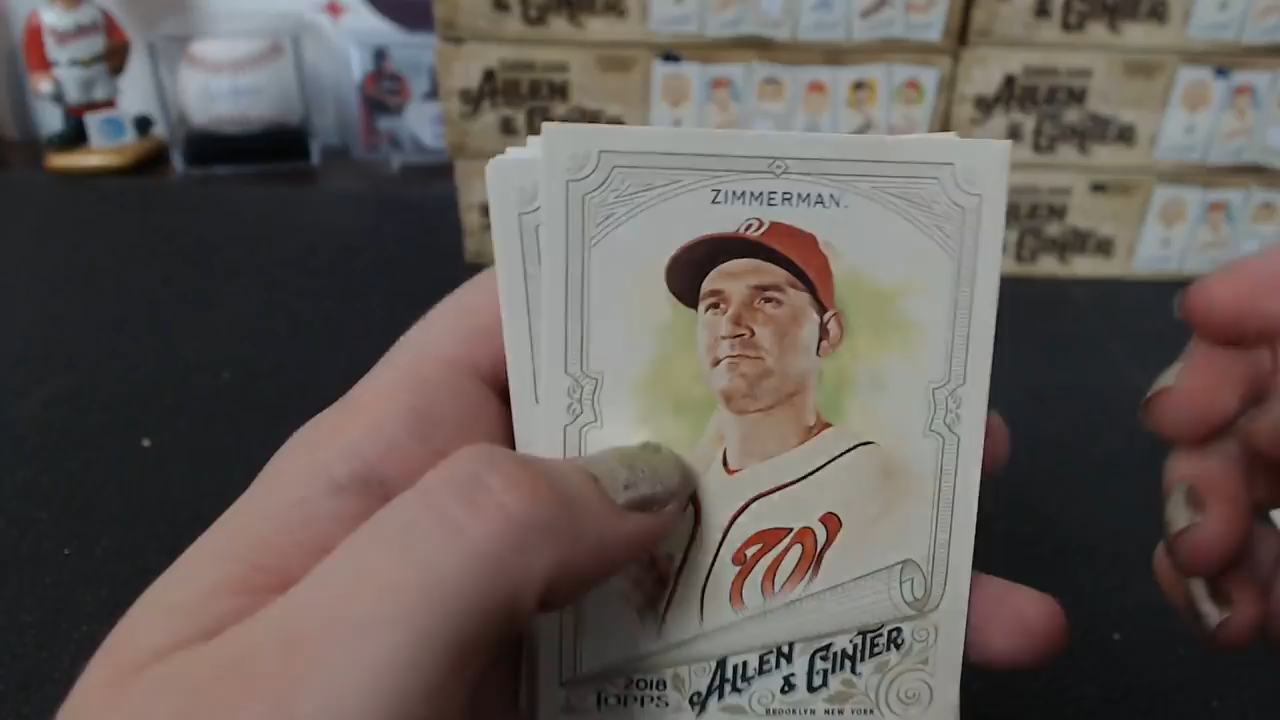 ALLEN
& GINTER
ALLEN
& GINTER
ALLEN
& GINTER
ALLEN
& GINTER
ZIMMERMAN.
2018
TOPPS
ALLEN
& GINTER
BROOKLYN NEW YORK